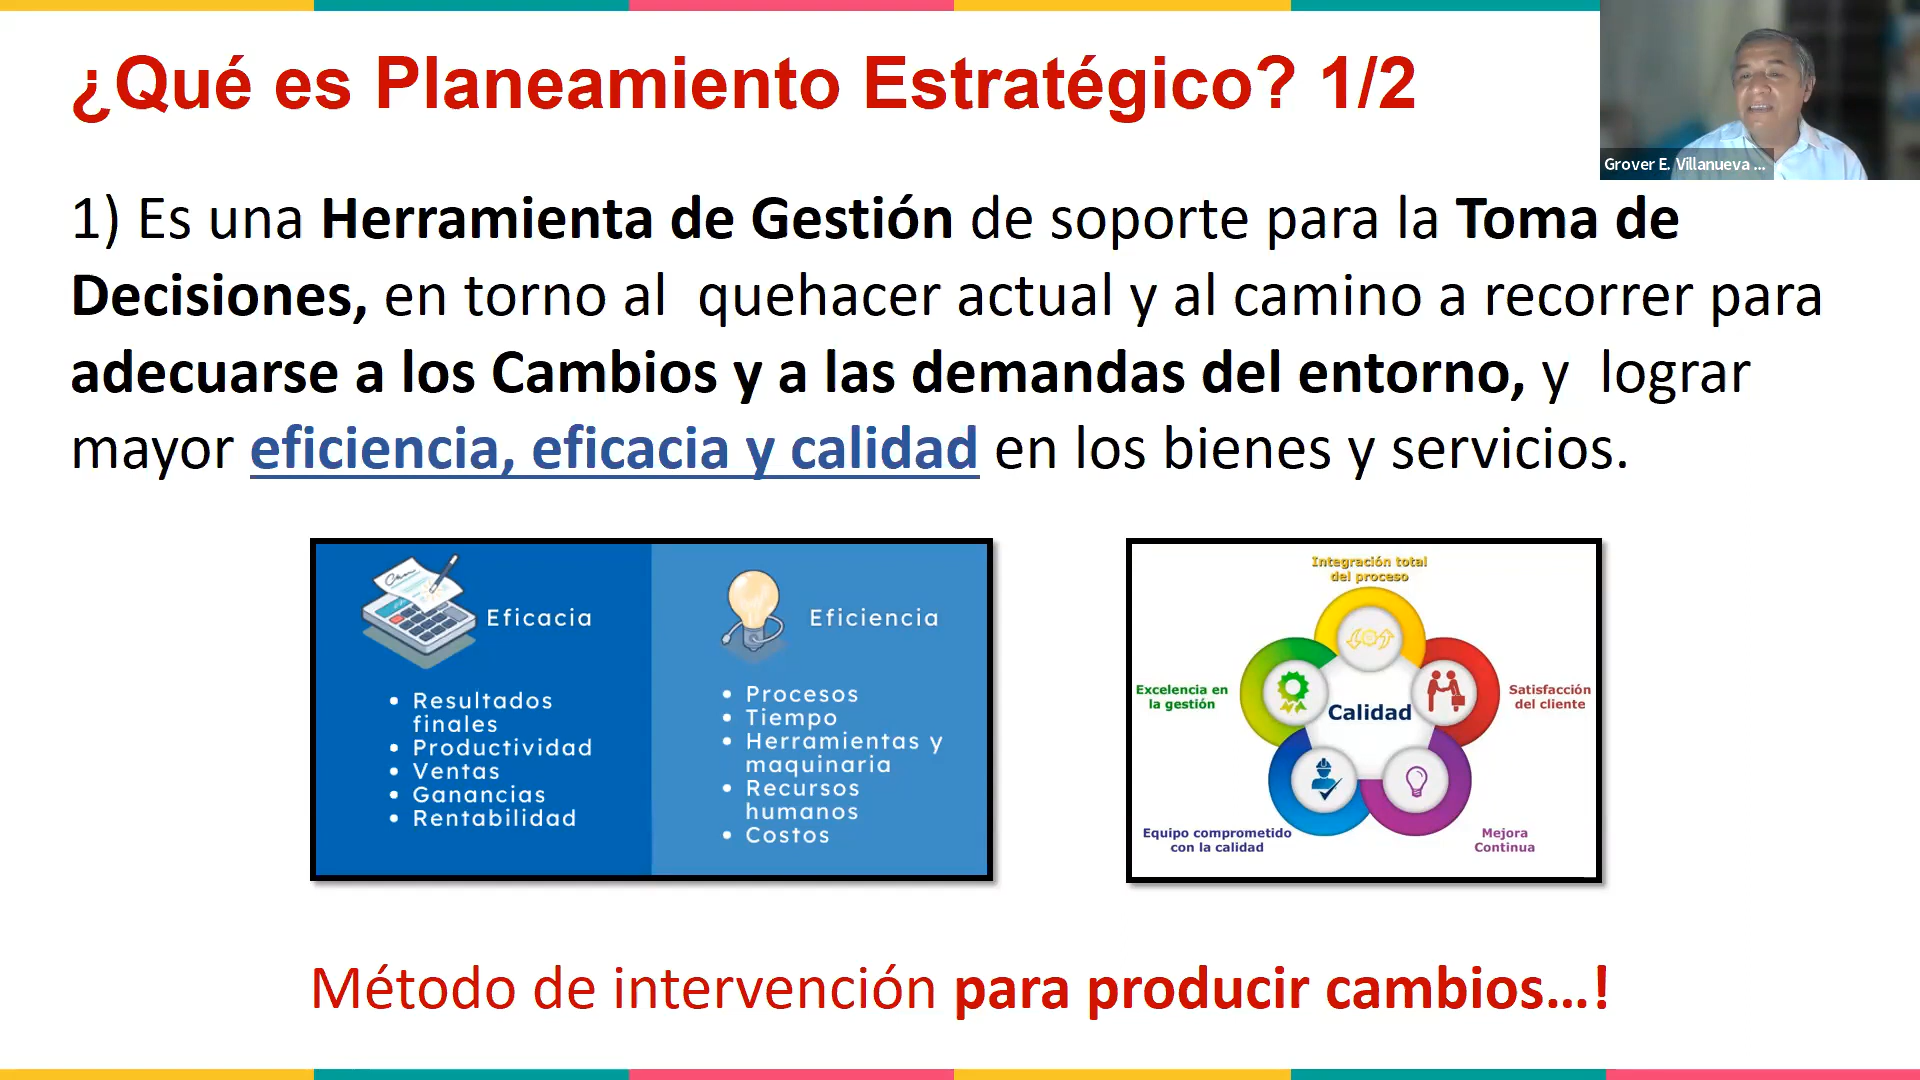 ¿Qué es Planeamiento Estratégico? 1/2
Grover E. Villanueva ...
1) Es una Herramienta de Gestión de soporte para la Toma de
Decisiones, en torno al quehacer actual y al camino a recorrer para
adecuarse a los Cambios y a las demandas del entorno, y lograr
mayor eficiencia, eficacia y calidad en los bienes y servicios.
Eficacia
• Resultados
finales
• Productividad
• Ventas
• Ganancias
• Rentabilidad
Eficiencia
• Procesos
• Tiempo
• Herramientas y
maquinaria
• Recursos
humanos
• Costos
Integración total
del proceso
Excelencia en
la gestión
Calidad
Satisfacción
del cliente
Equipo comprometido
con la calidad
Mejora
Continua
Método de intervención para producir cambios...!